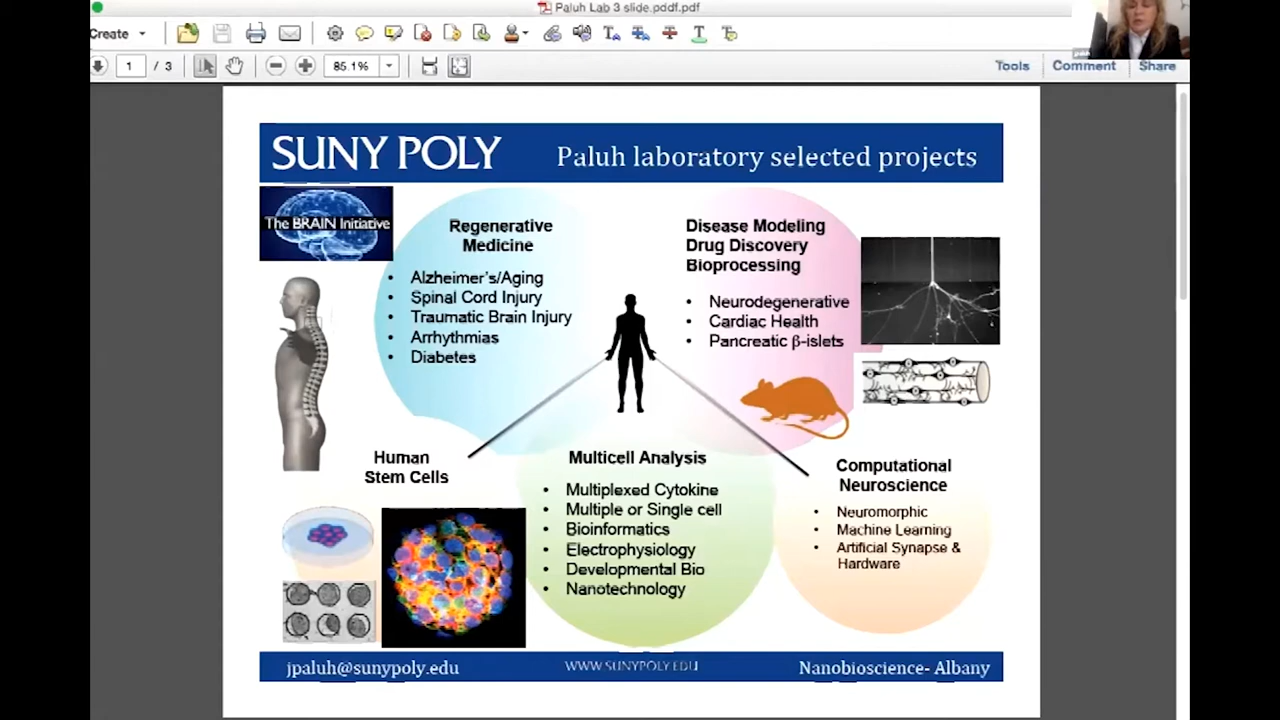 Paluh Lab 3 slide.pddf.pdf
Create
1 / 3
85.1%
Tools
Comment
Share
SUNY POLY
Paluh laboratory selected projects
The BRAIN Initiative
Regenerative
Medicine
• Alzheimer's/Aging
• Spinal Cord Injury
• Traumatic Brain Injury
• Arrhythmias
• Diabetes
Disease Modeling
Drug Discovery
Bioprocessing
• Neurodegenerative
• Cardiac Health
• Pancreatic β-islets
Human
Stem Cells
Multicell Analysis
• Multiplexed Cytokine
• Multiple or Single cell
• Bioinformatics
• Electrophysiology
• Developmental Bio
• Nanotechnology
Computational
Neuroscience
• Neuromorphic
• Machine Learning
• Artificial Synapse &
Hardware
jpaluh@sunypoly.edu
WWW.SUNYPOLY.EDU
Nanobioscience- Albany